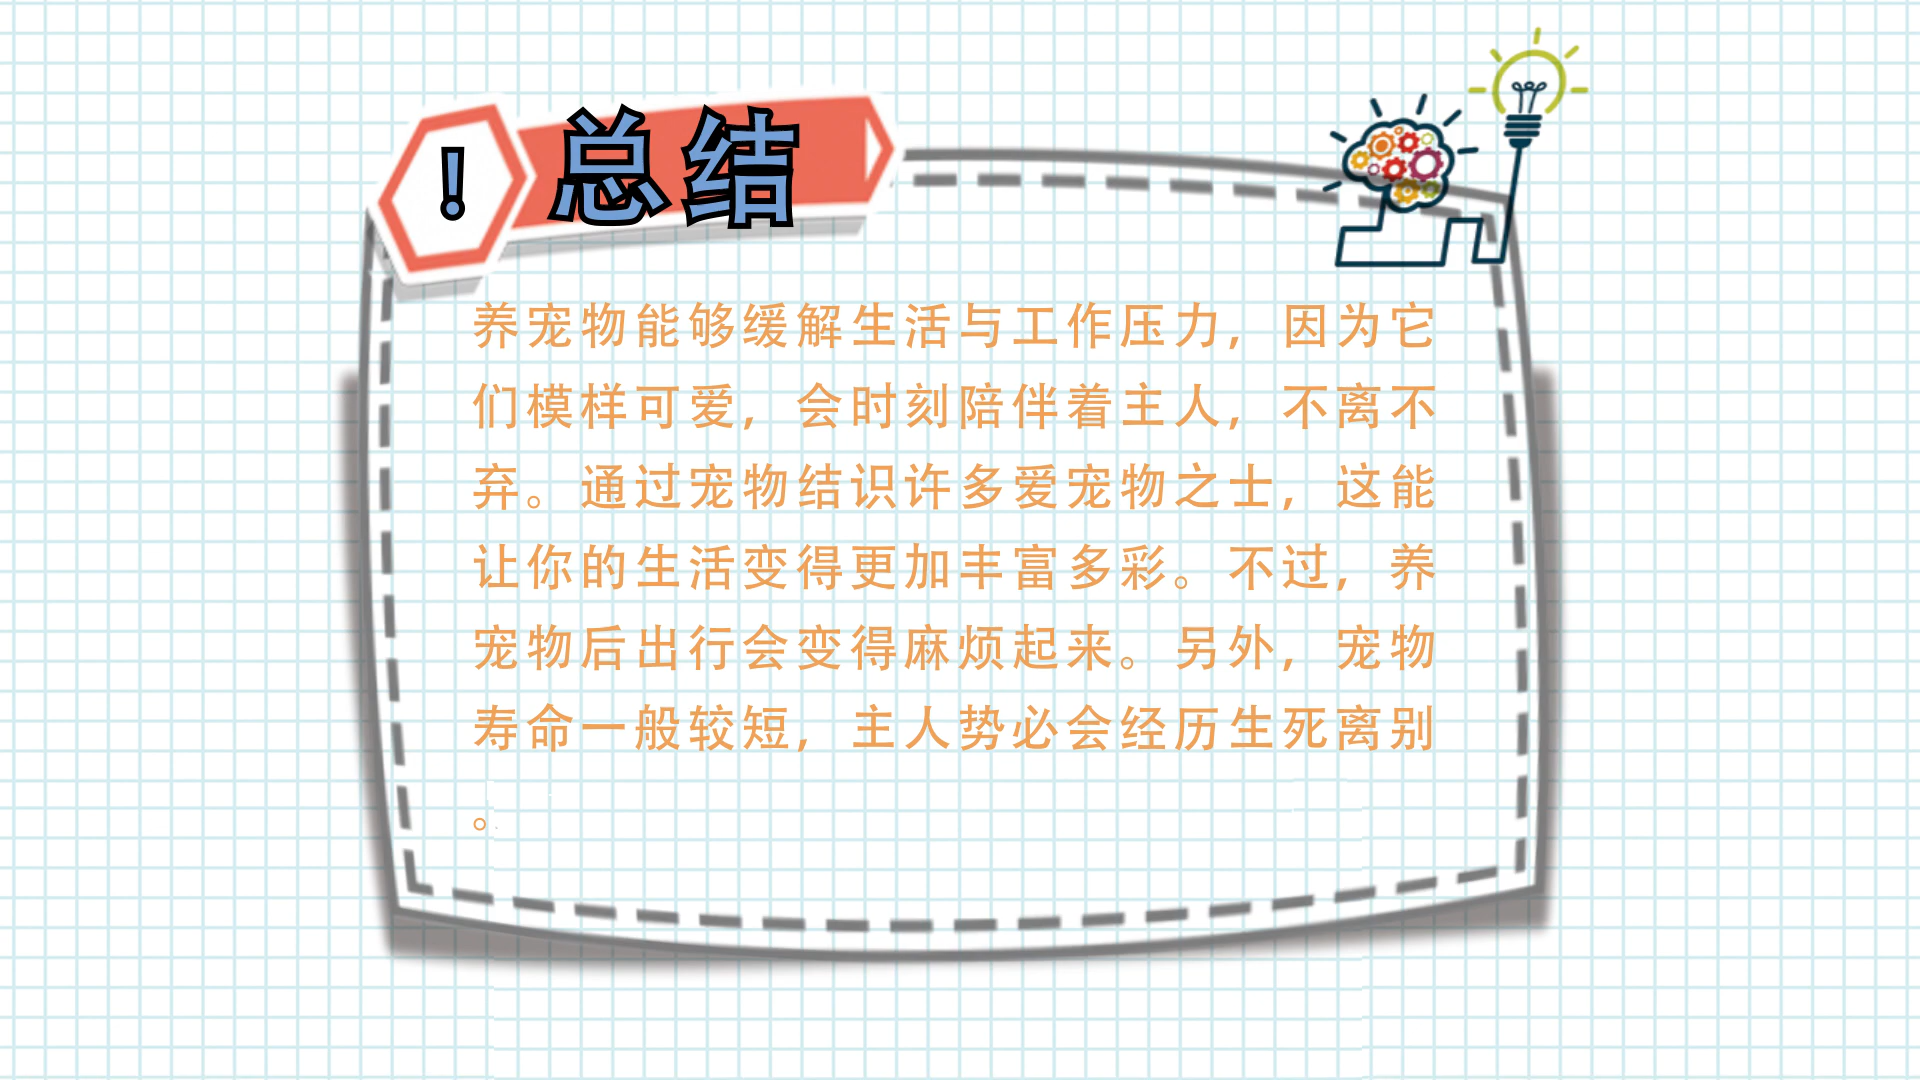 ！总结
养宠物能够缓解生活与工作压力，因为它
们模样可爱，会时刻陪伴着主人，不离不
弃。通过宠物结识许多爱宠物之士，这能
让你的生活变得更加丰富多彩。不过，养
宠物后出行会变得麻烦起来。另外，宠物
寿命一般较短，主人势必会经历生死离别
。